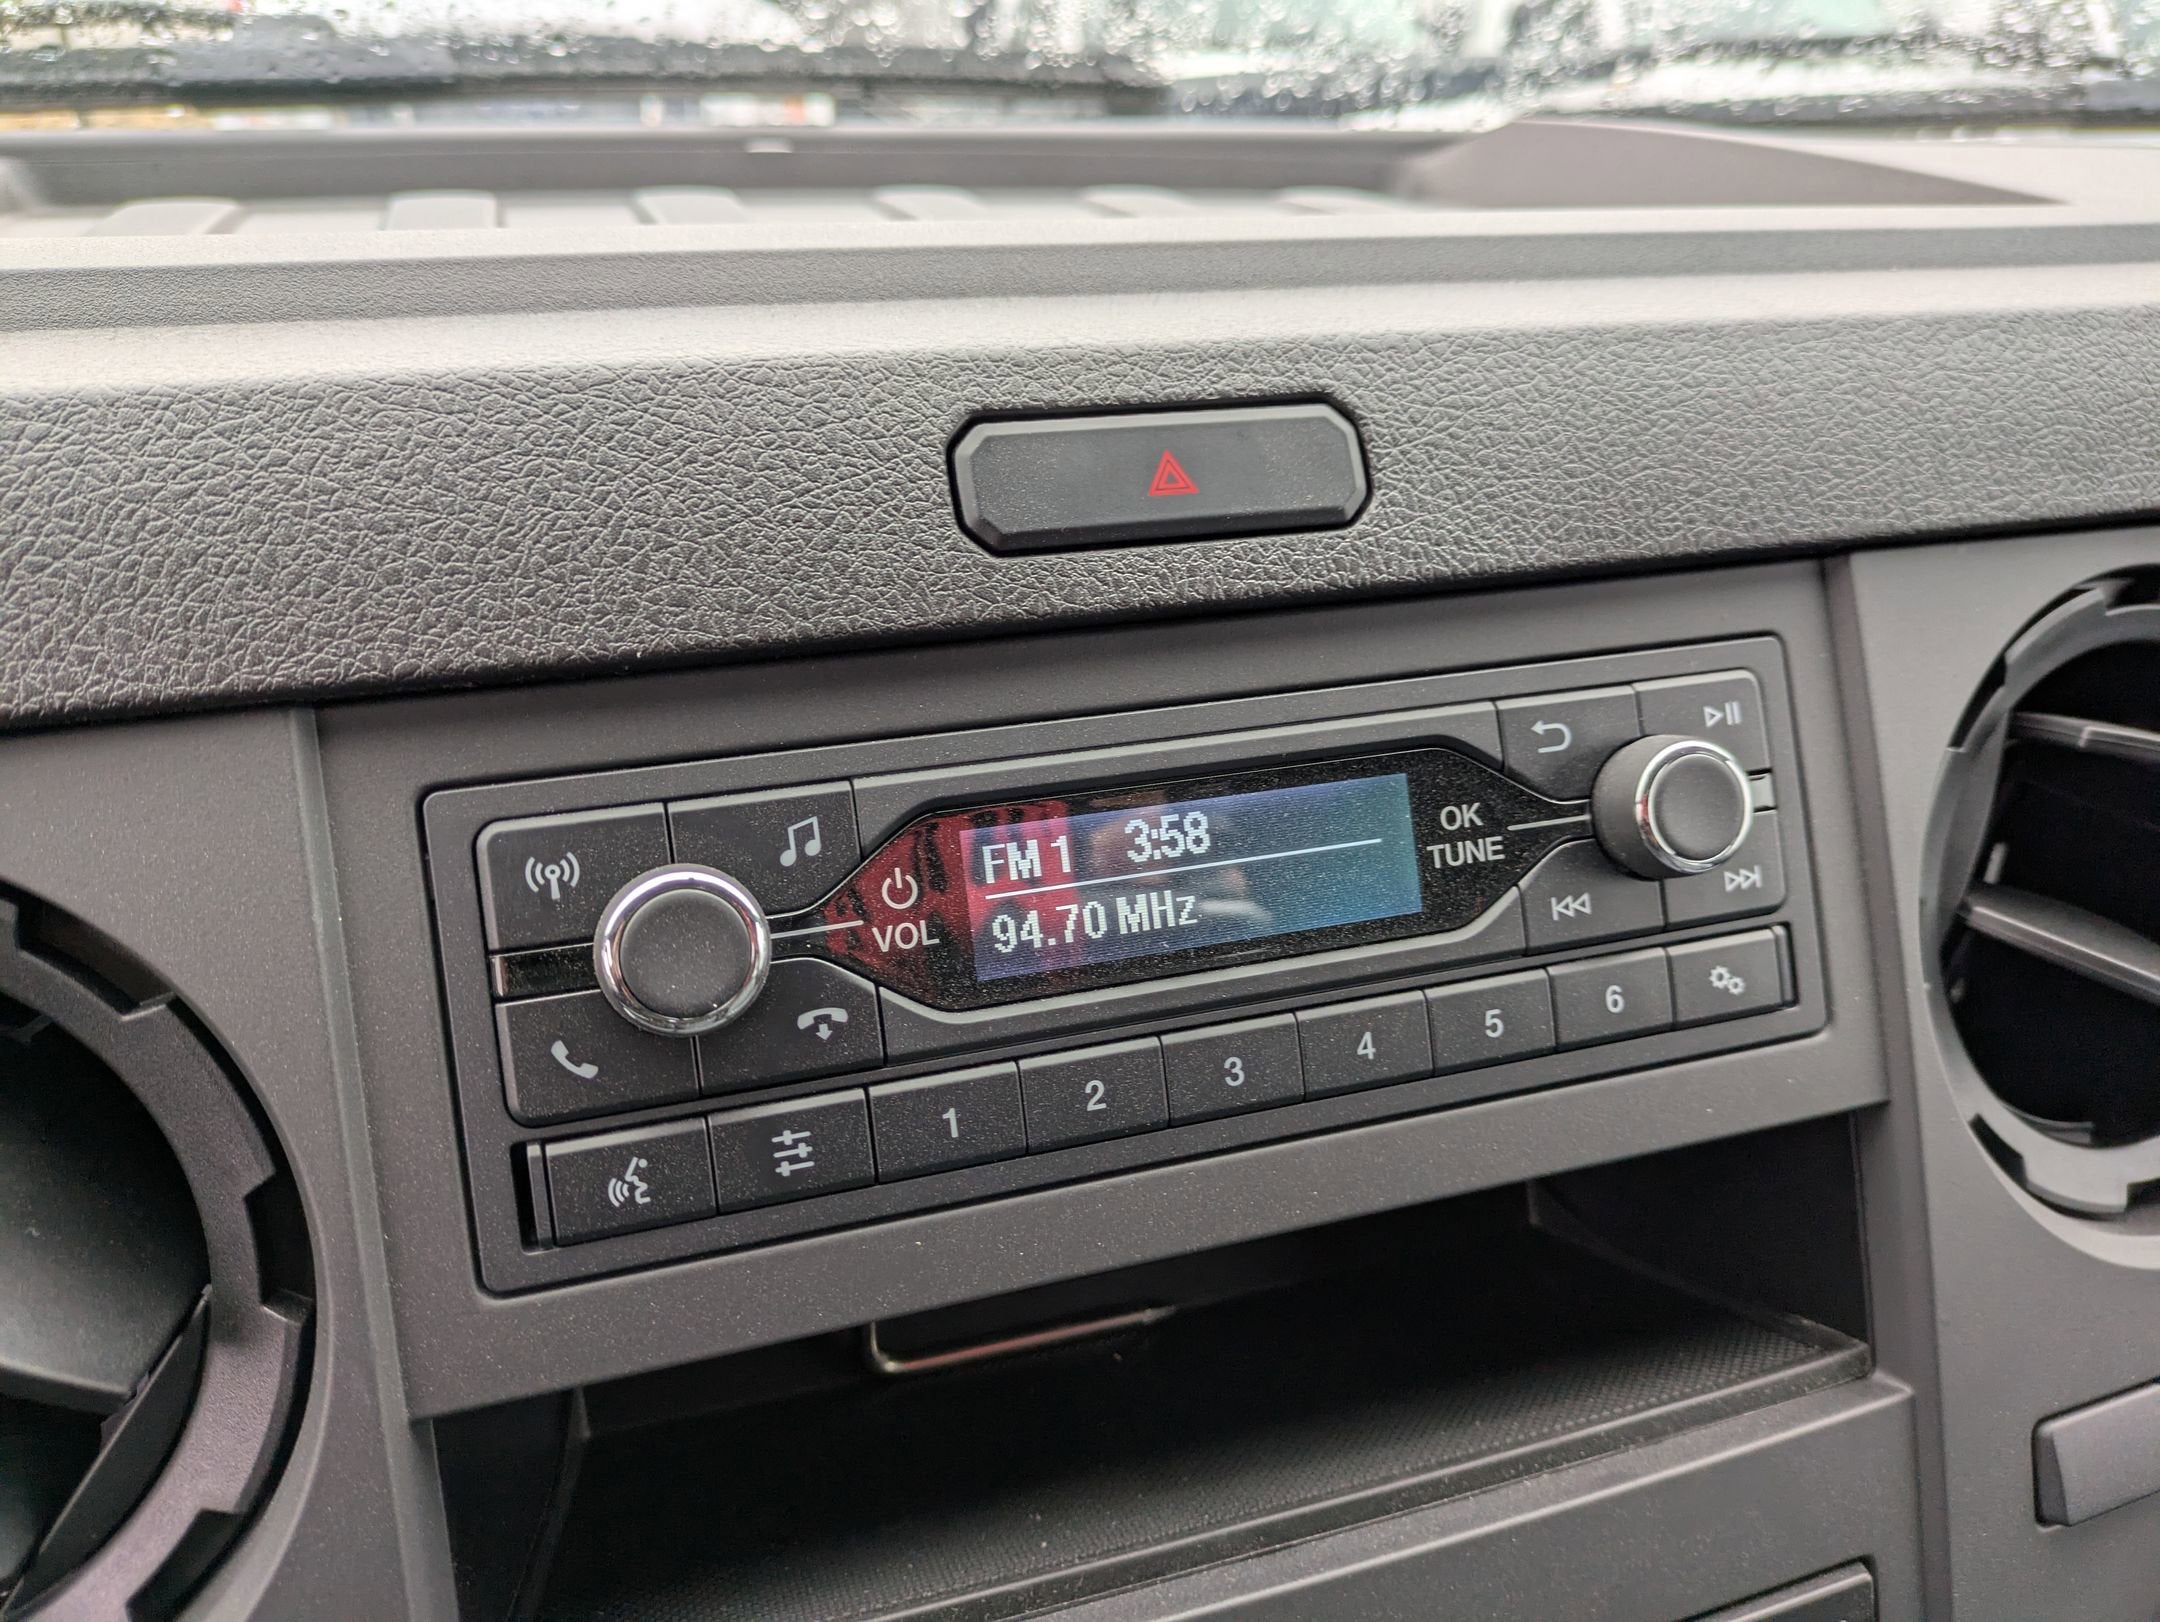 FM 1 3:58
94.70 MHz
VOL
OK
TUNE
1 2 3 4 5 6